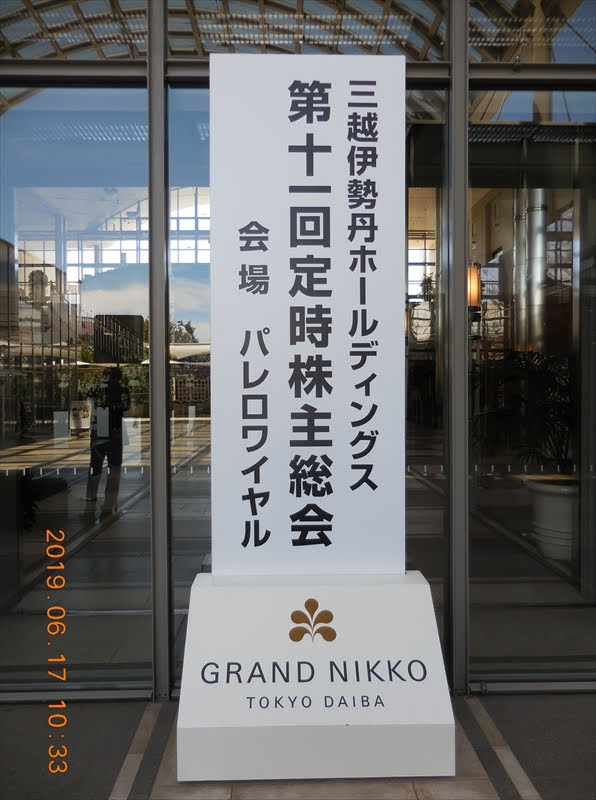 三越伊勢丹ホールディングス
第十一回定時株主総会
会場 パレロワイヤル
GRAND NIKKO
TOKYO DAIBA
2019.06.17 10:33